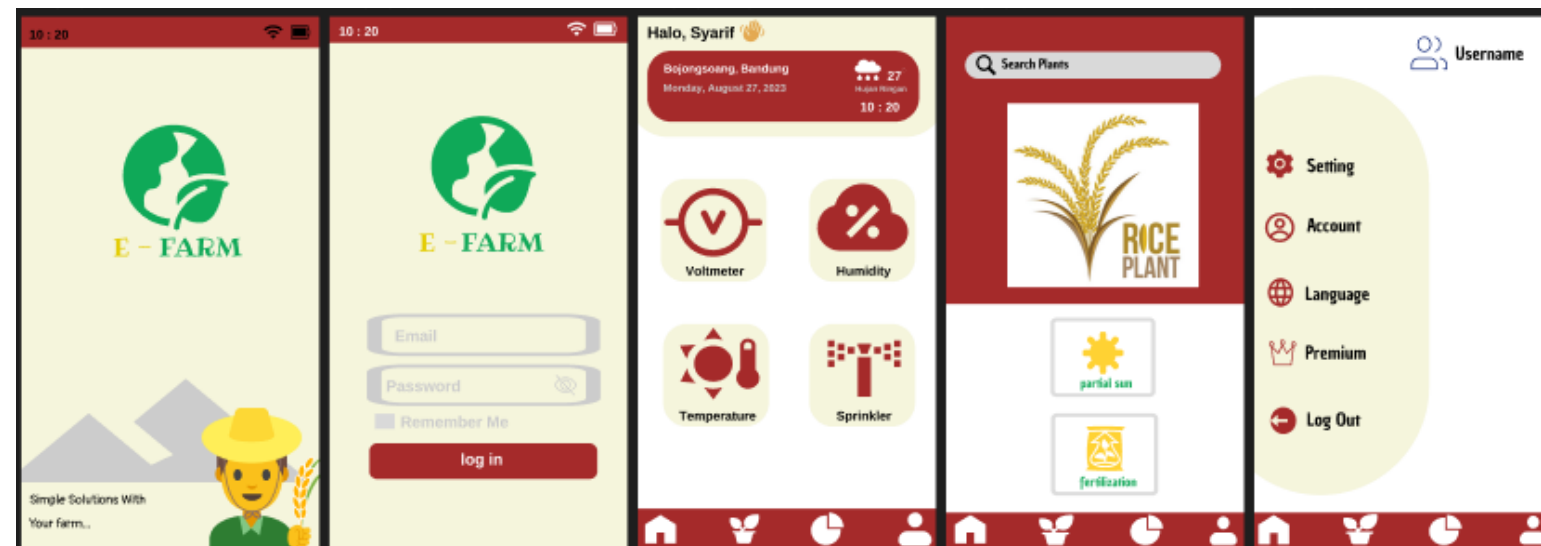 10 : 20
E - FARM
Simple Solutions With
Your farm...
10 : 20
E - FARM
Email
Password
Remember Me
log in
Halo, Syarif
Bojongsoang, Bandung
Monday, August 27, 2023
27
Hujan Ringan
10 : 20
V
Voltmeter
%
Humidity
Temperature
Sprinkler
Search Plants
RICE
PLANT
partial sun
fertilization
Username
Setting
Account
Language
Premium
Log Out